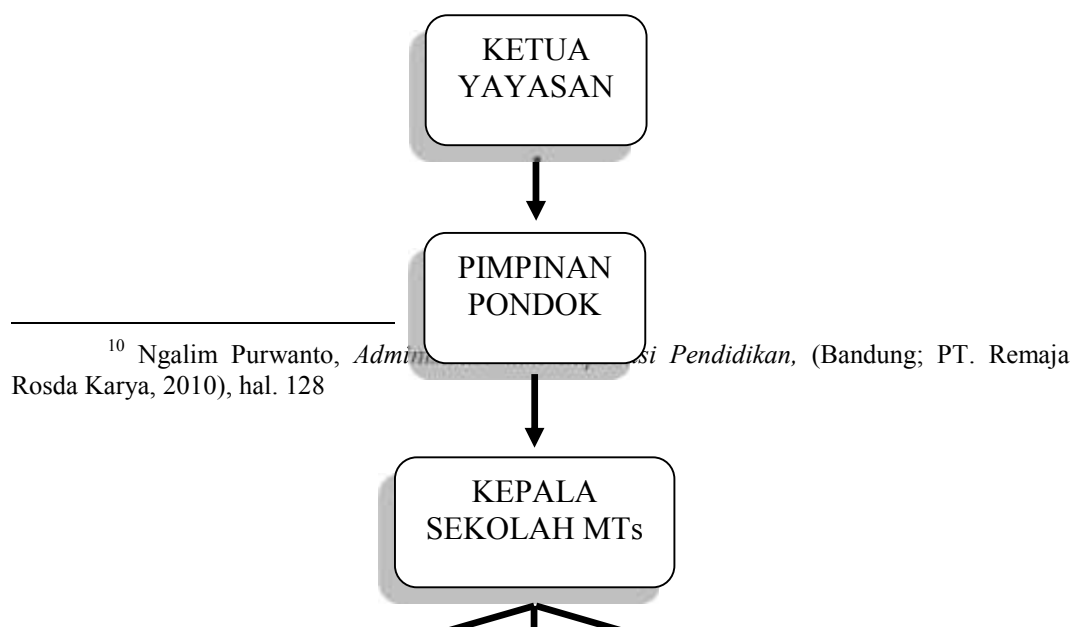 KETUA
YAYASAN
PIMPINAN
PONDOK
10 Ngalim Purwanto, si Pendidikan, (Bandung; PT. Remaja
Rosda Karya, 2010), hal. 128
KEPALA
SEKOLAH MTs